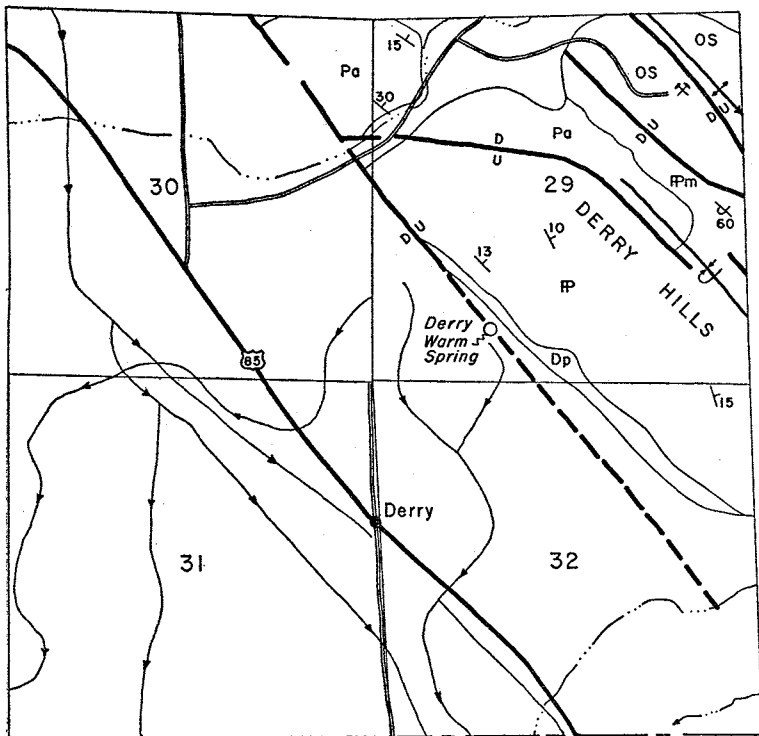 15
Pa
OS
OS
30
D U
D U
D
U
Pa
30
29
ℙm
60
DERRY
HILLS
D U
13
10
ℙ
Derry
Warm
Spring
Dp
85
15
Derry
31
32